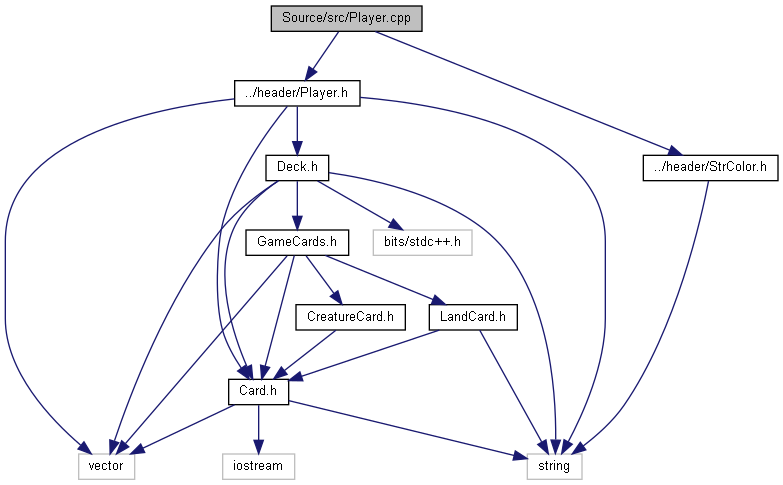 Source/src/Player.cpp
../header/Player.h
Deck.h
../header/StrColor.h
GameCards.h
bits/stdc++.h
CreatureCard.h
LandCard.h
Card.h
vector
iostream
string